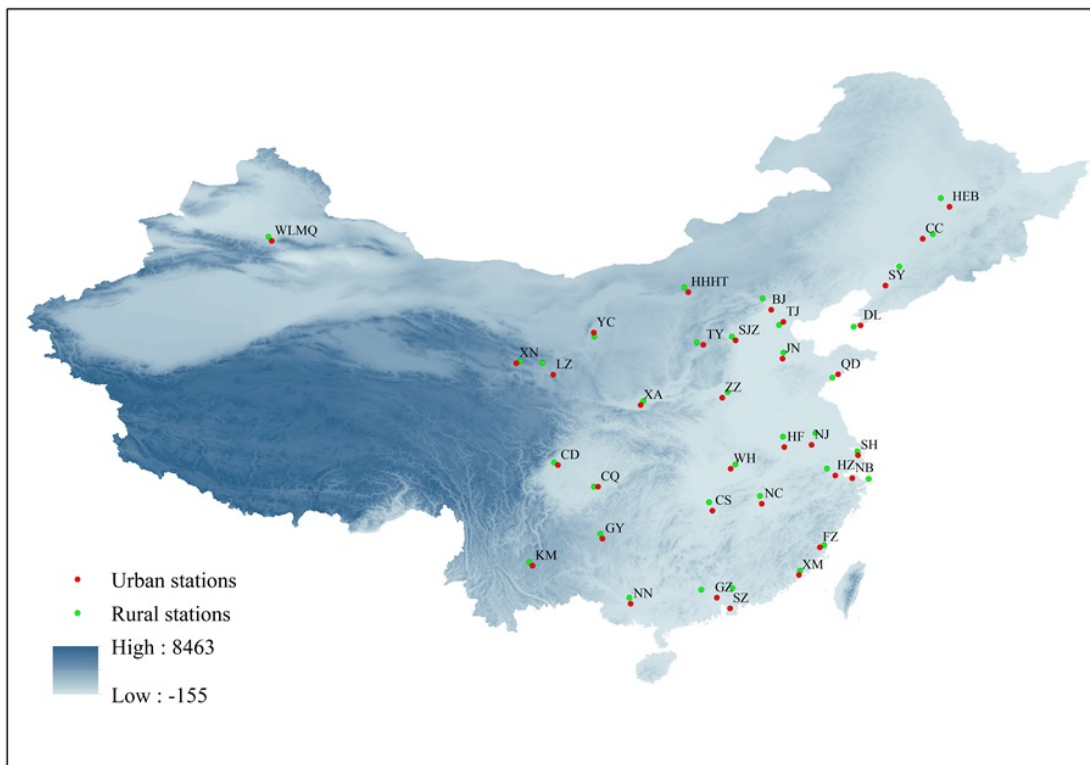 HEB
WLMQ
CC
SY
HHHT
BJ
TJ
DL
YC
TY
SJZ
JN
XN
LZ
QD
ZZ
XA
HF
NJ
SH
CD
WH
HZ
NB
CQ
CS
NC
GY
FZ
KM
XM
NN
GZ
SZ
Urban stations
Rural stations
High : 8463
Low : -155